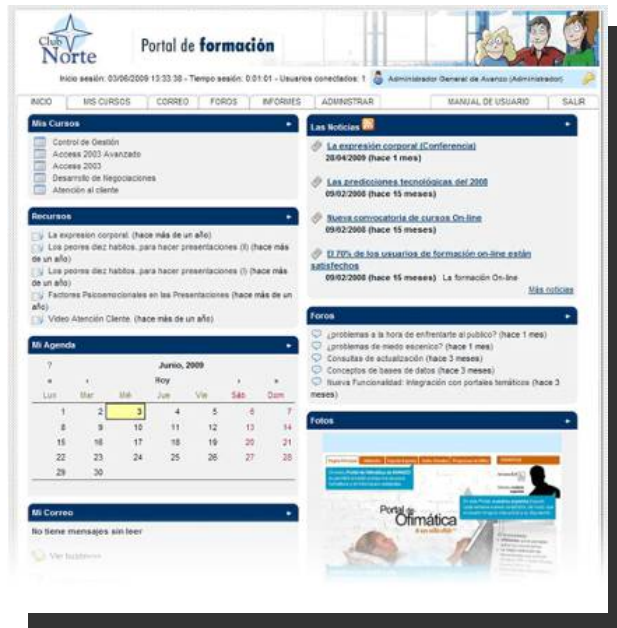 Club
Norte
Portal de formación
Inicio sesión: 03/06/2009 13:33:38 - Tiempo sesión: 0:01:01 - Usuarios conectados: 1
Administrador General de Avanzo (Administrador)
INICIO
MIS CURSOS
CORREO
FOROS
INFORMES
ADMINISTRAR
MANUAL DE USUARIO
SALIR
Mis Cursos
Control de Gestión
Access 2003 Avanzado
Access 2003
Desarrollo de Negociaciones
Atención al cliente
Recursos
La expresion corporal. (hace más de un año)
Los peores diez habitos. para hacer presentaciones (II) (hace más
de un año)
Los peores diez habitos. para hacer presentaciones (I) (hace más
de un año)
Factores Psicoemocionales en las Presentaciones (hace más de un
año)
Video Atención Cliente. (hace más de un año)
Mi Agenda
? Junio, 2009
« ‹ Hoy › »
Lun Mar Mié Jue Vie Sáb Dom
1 2 3 4 5 6 7
8 9 10 11 12 13 14
15 16 17 18 19 20 21
22 23 24 25 26 27 28
29 30
Mi Correo
No tiene mensajes sin leer
Las Noticias
La expresión corporal (Conferencia)
28/04/2009 (hace 1 mes)
Las predicciones tecnológicas del 2008
09/02/2008 (hace 15 meses)
Nueva convocatoria de cursos On-line
09/02/2008 (hace 15 meses)
El 70% de los usuarios de formación on-line están
satisfechos
09/02/2008 (hace 15 meses) La formación On-line
Más noticias
Foros
¿problemas a la hora de enfrentarte al publico? (hace 1 mes)
¿problemas de miedo escenico? (hace 1 mes)
Consultas de actualización (hace 3 meses)
Conceptos de bases de datos (hace 3 meses)
Nueva Funcionalidad: Integración con portales temáticos (hace 3
meses)
Fotos
Portal de
Ofimática